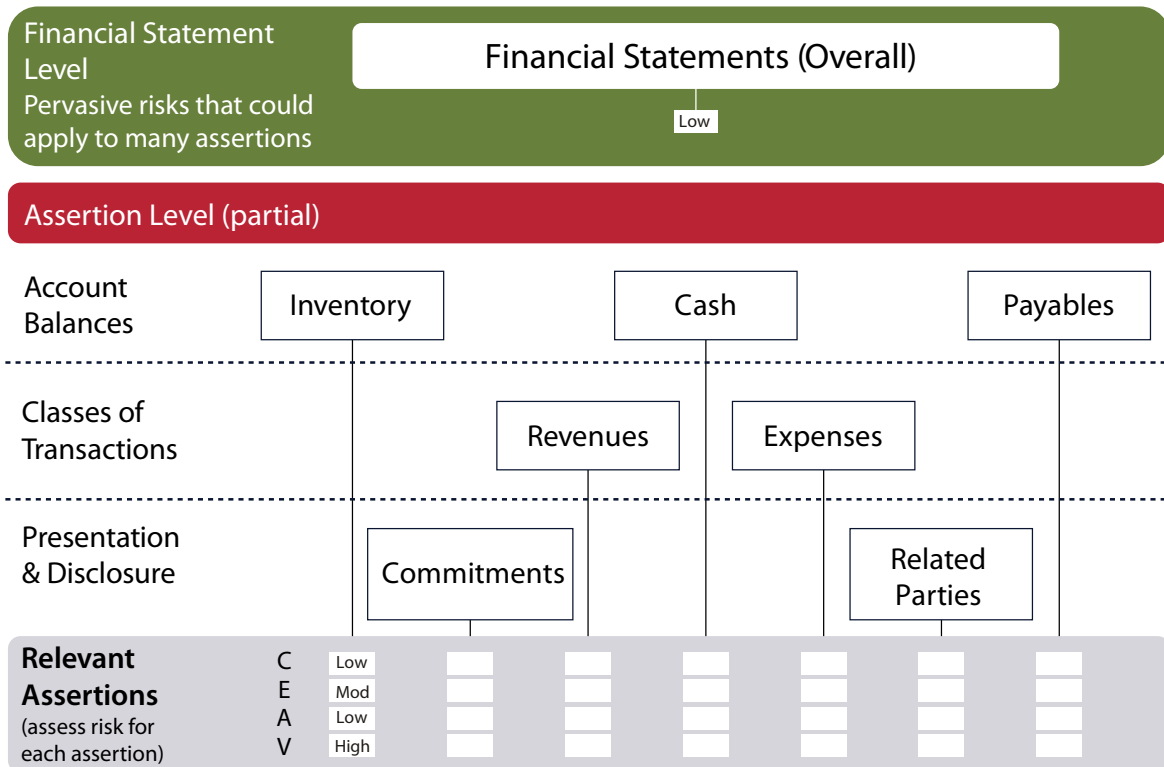 Financial Statement
Level
Pervasive risks that could
apply to many assertions
Financial Statements (Overall)
Low
Assertion Level (partial)
Account
Balances
Inventory
Cash
Payables
Classes of
Transactions
Revenues
Expenses
Presentation
& Disclosure
Commitments
Related
Parties
Relevant
Assertions
(assess risk for
each assertion)
C Low
E Mod
A Low
V High